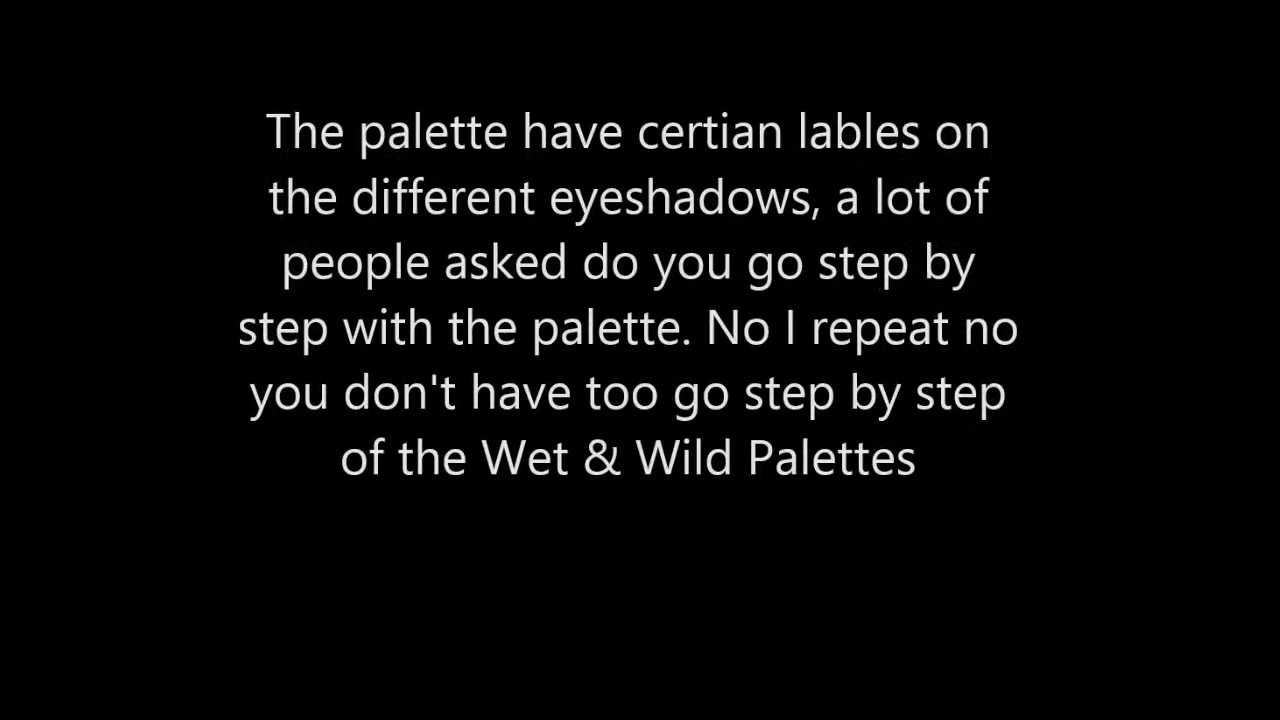 The palette have certian lables on
the different eyeshadows, a lot of
people asked do you go step by
step with the palette. No I repeat no
you don't have too go step by step
of the Wet & Wild Palettes